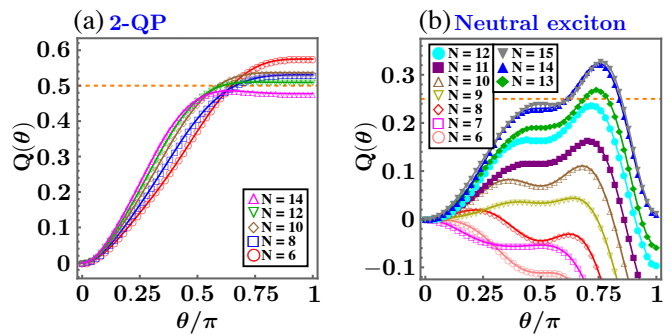 (a) 2-QP
Q(θ)
0.6
0.5
0.4
0.3
0.2
0.1
0
N = 14
N = 12
N = 10
N = 8
N = 6
0 0.25 0.5 0.75 1
θ/π
(b) Neutral exciton
Q(θ)
0.3
0.2
0.1
0
−0.1
N = 12
N = 11
N = 10
N = 9
N = 8
N = 7
N = 6
N = 15
N = 14
N = 13
0 0.25 0.5 0.75 1
θ/π